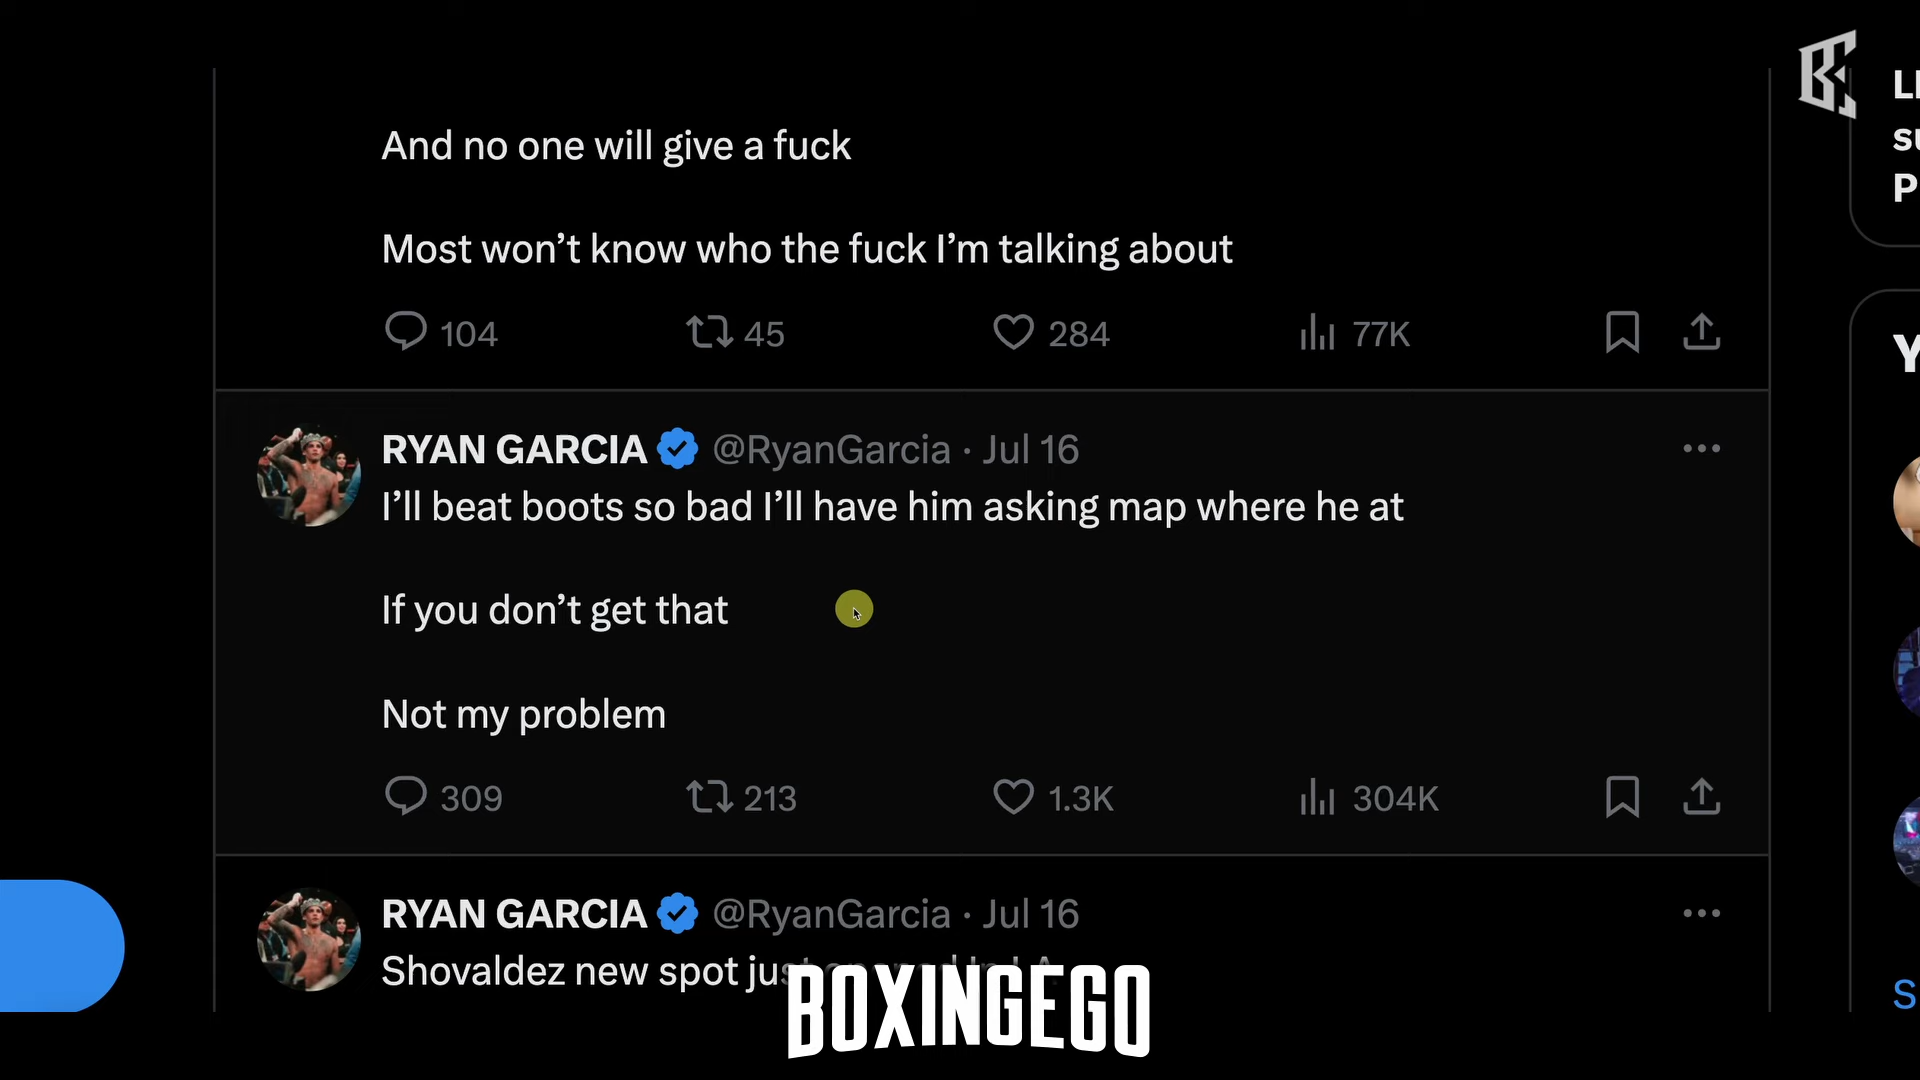 And no one will give a fuck
Most won’t know who the fuck I’m talking about
104 45 284 77K
RYAN GARCIA @RyanGarcia · Jul 16
I’ll beat boots so bad I’ll have him asking map where he at
If you don’t get that
Not my problem
309 213 1.3K 304K
RYAN GARCIA @RyanGarcia · Jul 16
Shovaldez new spot
BOXINGEGO